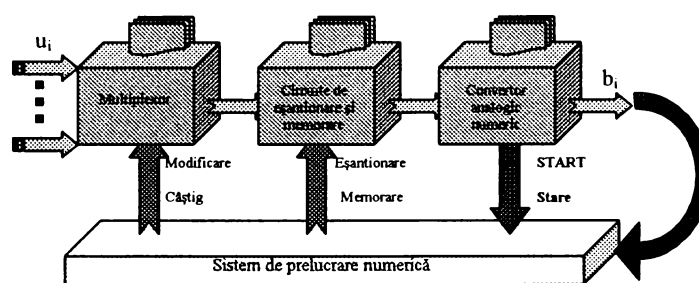 u_i
Multiplexor
Circuite de
eșantionare și
memorare
Convertor
analogic
numeric
b_i
Modificare
Câștig
Eșantionare
Memorare
START
Stare
Sistem de prelucrare numerică